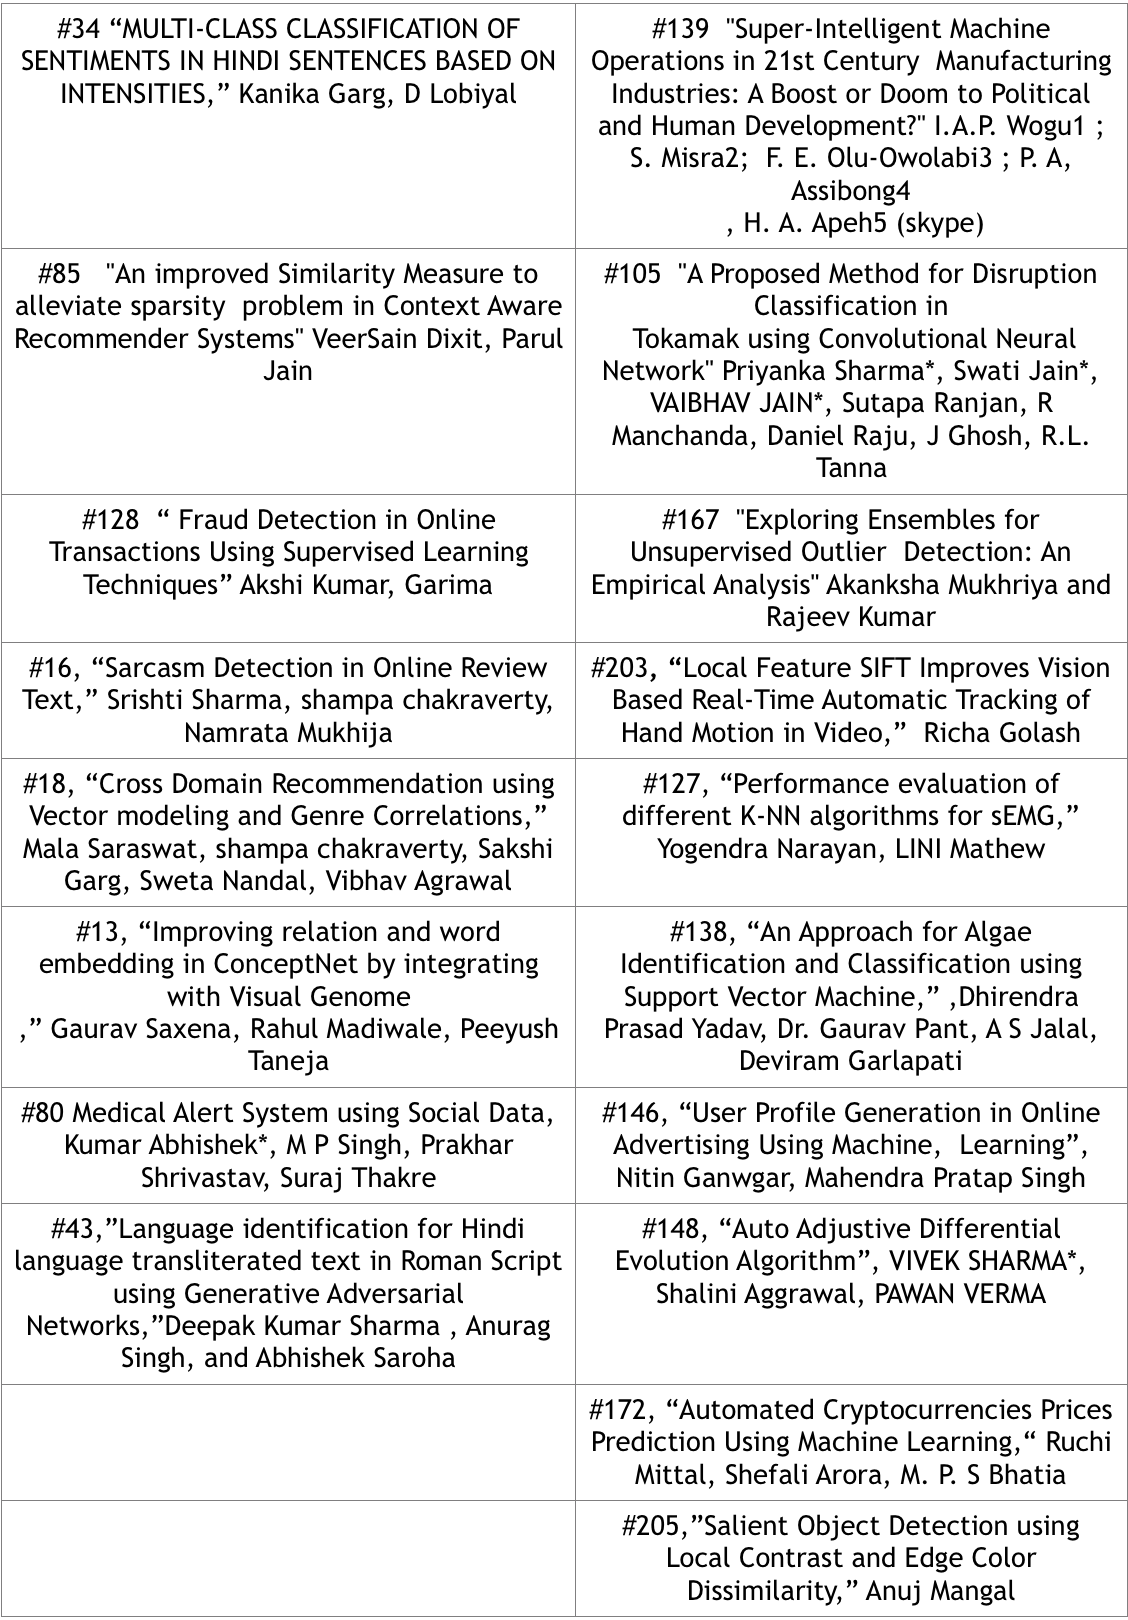 #34 “MULTI-CLASS CLASSIFICATION OF
SENTIMENTS IN HINDI SENTENCES BASED ON
INTENSITIES,” Kanika Garg, D Lobiyal
#139  "Super-Intelligent Machine
Operations in 21st Century  Manufacturing
Industries: A Boost or Doom to Political
and Human Development?" I.A.P. Wogu1 ;
S. Misra2;  F. E. Olu-Owolabi3 ; P. A,
Assibong4
, H. A. Apeh5 (skype)
#85   "An improved Similarity Measure to
alleviate sparsity  problem in Context Aware
Recommender Systems" VeerSain Dixit, Parul
Jain
#105  "A Proposed Method for Disruption
Classification in
Tokamak using Convolutional Neural
Network" Priyanka Sharma*, Swati Jain*,
VAIBHAV JAIN*, Sutapa Ranjan, R
Manchanda, Daniel Raju, J Ghosh, R.L.
Tanna
#128  “ Fraud Detection in Online
Transactions Using Supervised Learning
Techniques” Akshi Kumar, Garima
#167  "Exploring Ensembles for
Unsupervised Outlier  Detection: An
Empirical Analysis" Akanksha Mukhriya and
Rajeev Kumar
#16, “Sarcasm Detection in Online Review
Text,” Srishti Sharma, shampa chakraverty,
Namrata Mukhija
#203, “Local Feature SIFT Improves Vision
Based Real-Time Automatic Tracking of
Hand Motion in Video,”  Richa Golash
#18, “Cross Domain Recommendation using
Vector modeling and Genre Correlations,”
Mala Saraswat, shampa chakraverty, Sakshi
Garg, Sweta Nandal, Vibhav Agrawal
#127, “Performance evaluation of
different K-NN algorithms for sEMG,”
Yogendra Narayan, LINI Mathew
#13, “Improving relation and word
embedding in ConceptNet by integrating
with Visual Genome
,” Gaurav Saxena, Rahul Madiwale, Peeyush
Taneja
#138, “An Approach for Algae
Identification and Classification using
Support Vector Machine,” ,Dhirendra
Prasad Yadav, Dr. Gaurav Pant, A S Jalal,
Deviram Garlapati
#80 Medical Alert System using Social Data,
Kumar Abhishek*, M P Singh, Prakhar
Shrivastav, Suraj Thakre
#146, “User Profile Generation in Online
Advertising Using Machine,  Learning”,
Nitin Ganwgar, Mahendra Pratap Singh
#43,”Language identification for Hindi
language transliterated text in Roman Script
using Generative Adversarial
Networks,”Deepak Kumar Sharma , Anurag
Singh, and Abhishek Saroha
#148, “Auto Adjustive Differential
Evolution Algorithm”, VIVEK SHARMA*,
Shalini Aggrawal, PAWAN VERMA
#172, “Automated Cryptocurrencies Prices
Prediction Using Machine Learning,“ Ruchi
Mittal, Shefali Arora, M. P. S Bhatia
#205,”Salient Object Detection using
Local Contrast and Edge Color
Dissimilarity,” Anuj Mangal